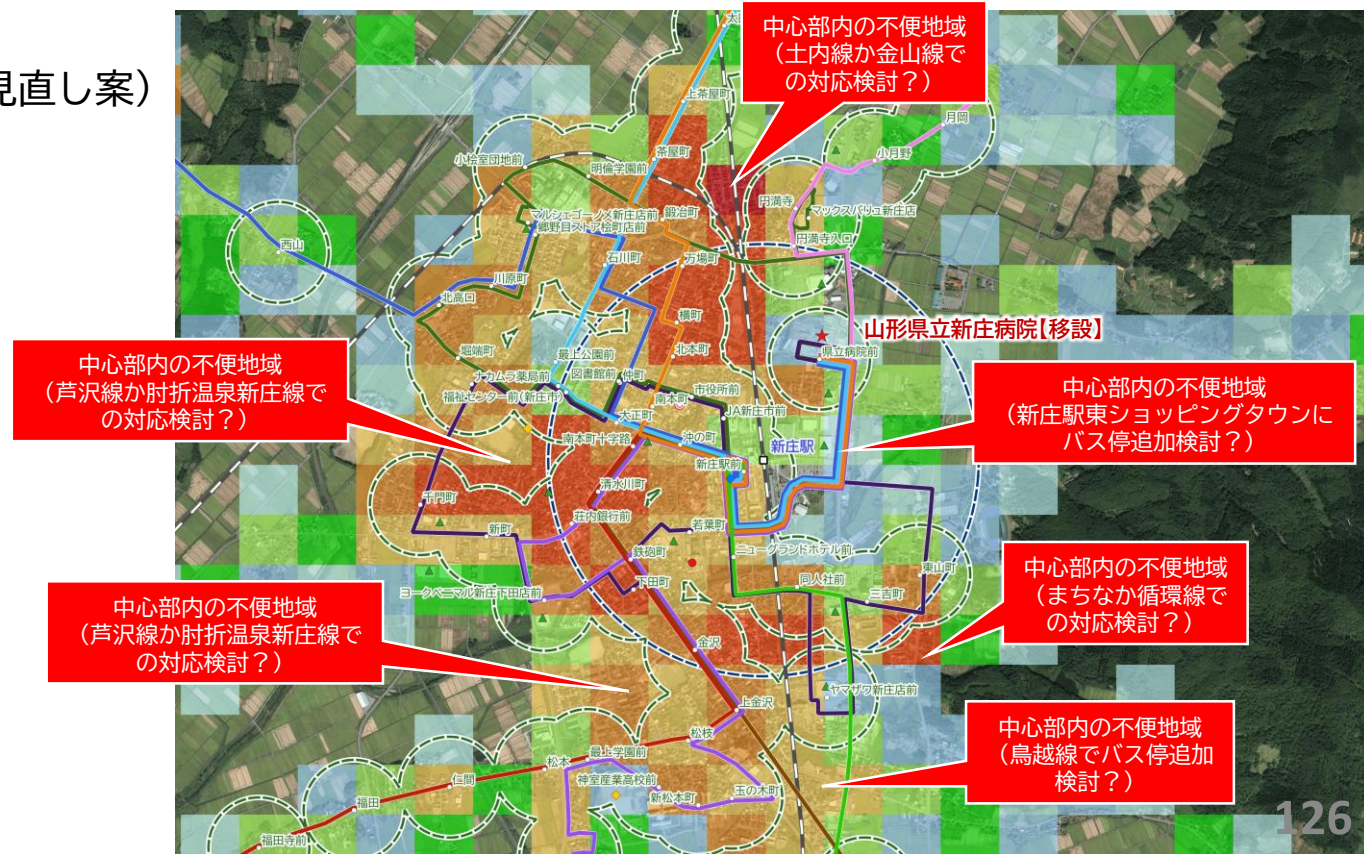 見直し案）
中心部内の不便地域
（土内線か金山線で
の対応検討？）
上茶屋町
月岡
小月野
茶屋町
小桧室団地前
明倫学園前
円満寺
マックスバリュ新庄店
マルシェゴーノメ新庄店前
郷野目ストア桧町店前
鍛冶町
円満寺入口
西山
石川町
万場町
川原町
北高口
横町
山形県立新庄病院【移設】
県立病院前
堀端町
最上公園前
北本町
中心部内の不便地域
（芦沢線か肘折温泉新庄線で
の対応検討？）
ナカムラ薬局前
図書館前
仲町
福祉センター前(新庄市)
南本町
市役所前
大正町
JA新庄市前
中心部内の不便地域
（新庄駅東ショッピングタウンに
バス停追加検討？）
南本町十字路
沖の町
新庄駅
新庄駅前
清水川町
千門町
荘内銀行前
新町
若葉町
鉄砲町
ニューグランドホテル前
中心部内の不便地域
（まちなか循環線で
の対応検討？）
東山町
ヨークベニマル新庄下田店前
下田町
同人社前
三吉町
中心部内の不便地域
（芦沢線か肘折温泉新庄線で
の対応検討？）
金沢
ヤマザワ新庄店前
上金沢
中心部内の不便地域
（鳥越線でバス停追加
検討？）
松枝
最上学園前
松本
仁間
神室産業高校前
新松本町
玉の木町
福田
福田寺前
126